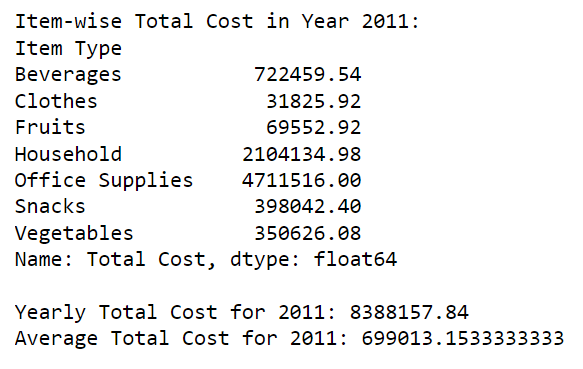 Item-wise Total Cost in Year 2011:
Item Type
Beverages 722459.54
Clothes 31825.92
Fruits 69552.92
Household 2104134.98
Office Supplies 4711516.00
Snacks 398042.40
Vegetables 350626.08
Name: Total Cost, dtype: float64
Yearly Total Cost for 2011: 8388157.84
Average Total Cost for 2011: 699013.1533333333